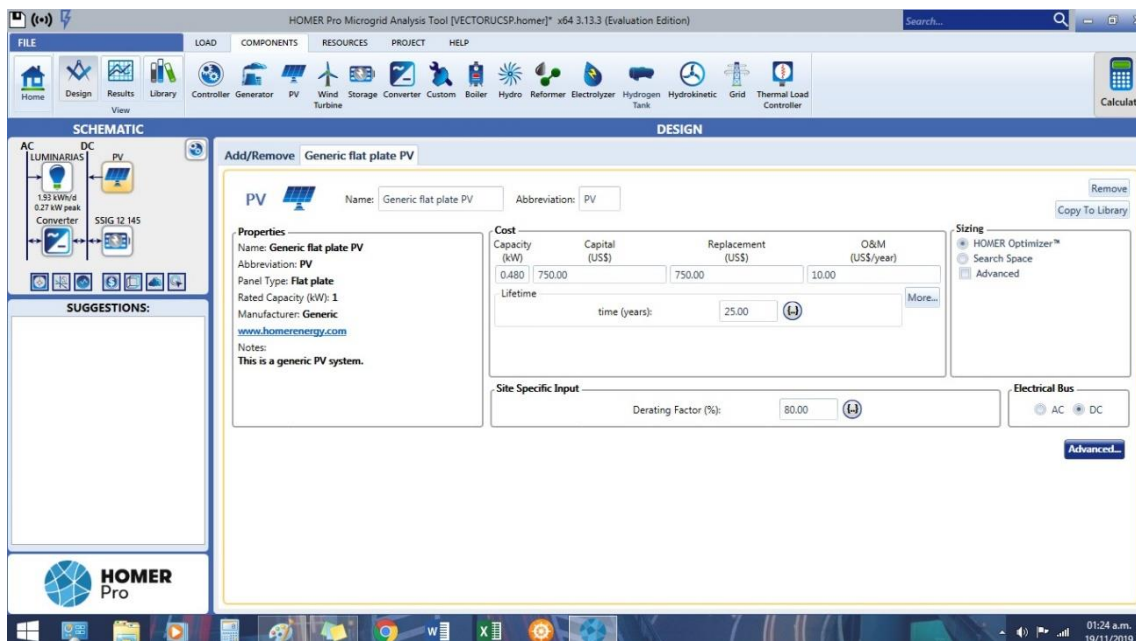 HOMER Pro Microgrid Analysis Tool [VECTORUCSP.homer]* x64 3.13.3 (Evaluation Edition)
Search...
FILE
LOAD COMPONENTS RESOURCES PROJECT HELP
Home Design Results Library
View
Controller Generator PV Wind Turbine Storage Converter Custom Boiler Hydro Reformer Electrolyzer Hydrogen Tank Hydrokinetic Grid Thermal Load Controller
SCHEMATIC
DESIGN
AC DC
LUMINARIAS PV
1.93 kWh/d
0.27 kW peak
Converter SSIG 12 145
SUGGESTIONS:
HOMER
Pro
Add/Remove Generic flat plate PV
PV Name: Generic flat plate PV Abbreviation: PV
Remove
Copy To Library
Properties
Name: Generic flat plate PV
Abbreviation: PV
Panel Type: Flat plate
Rated Capacity (kW): 1
Manufacturer: Generic
www.homerenergy.com
Notes:
This is a generic PV system.
Cost
Capacity (kW) Capital (US$) Replacement (US$) O&M (US$/year)
0.480 750.00 750.00 10.00
Lifetime
time (years): 25.00
More...
Sizing
HOMER Optimizer™
Search Space
Advanced
Site Specific Input
Derating Factor (%): 80.00
Electrical Bus
AC DC
Advanced...
01:24 a.m.
19/11/2019